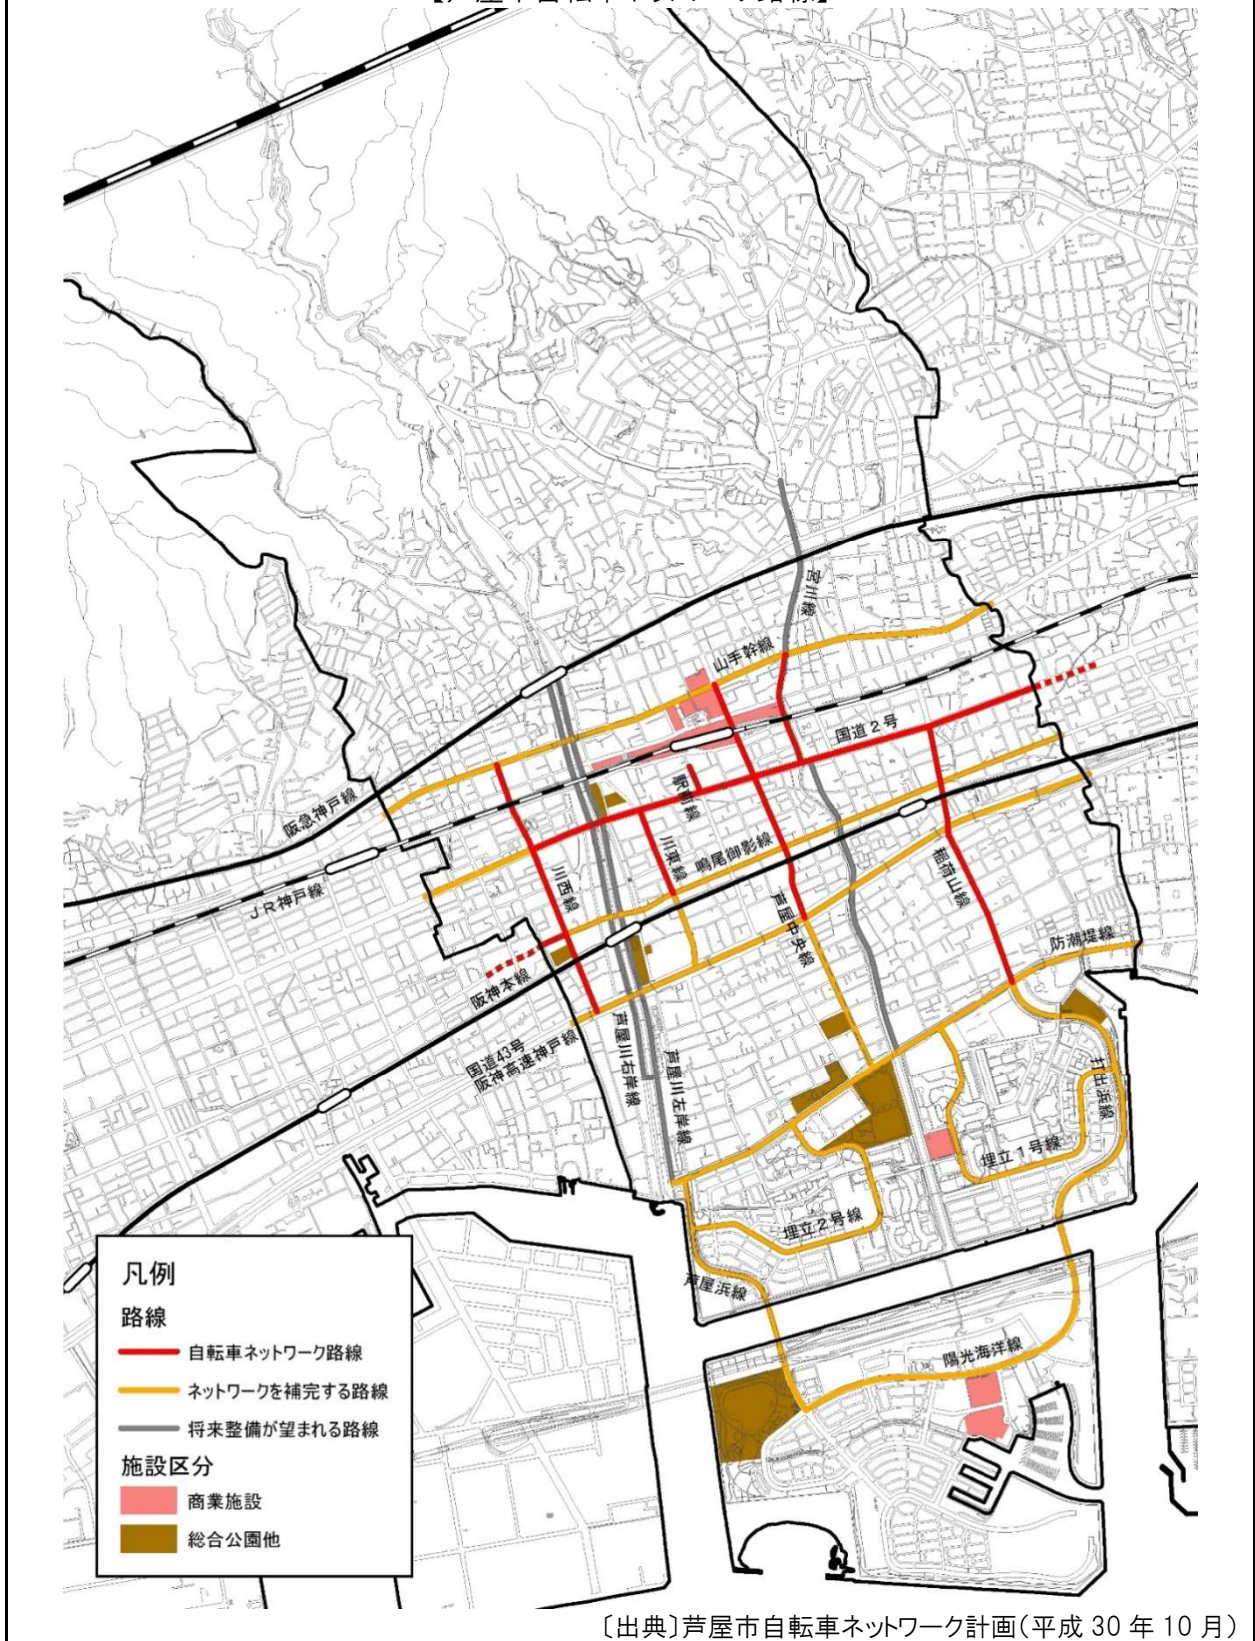 宮川線
山手幹線
国道２号
駅前線
阪急神戸線
川東線
鳴尾御影線
川西線
稲荷山線
ＪＲ神戸線
芦屋中央線
防潮堤線
阪神本線
国道43号
阪神高速神戸線
芦屋川右岸線
芦屋川左岸線
打出浜線
埋立１号線
埋立２号線
芦屋浜線
陽光海洋線
凡例
路線
自転車ネットワーク路線
ネットワークを補完する路線
将来整備が望まれる路線
施設区分
商業施設
総合公園他
〔出典〕芦屋市自転車ネットワーク計画（平成 30 年 10 月）